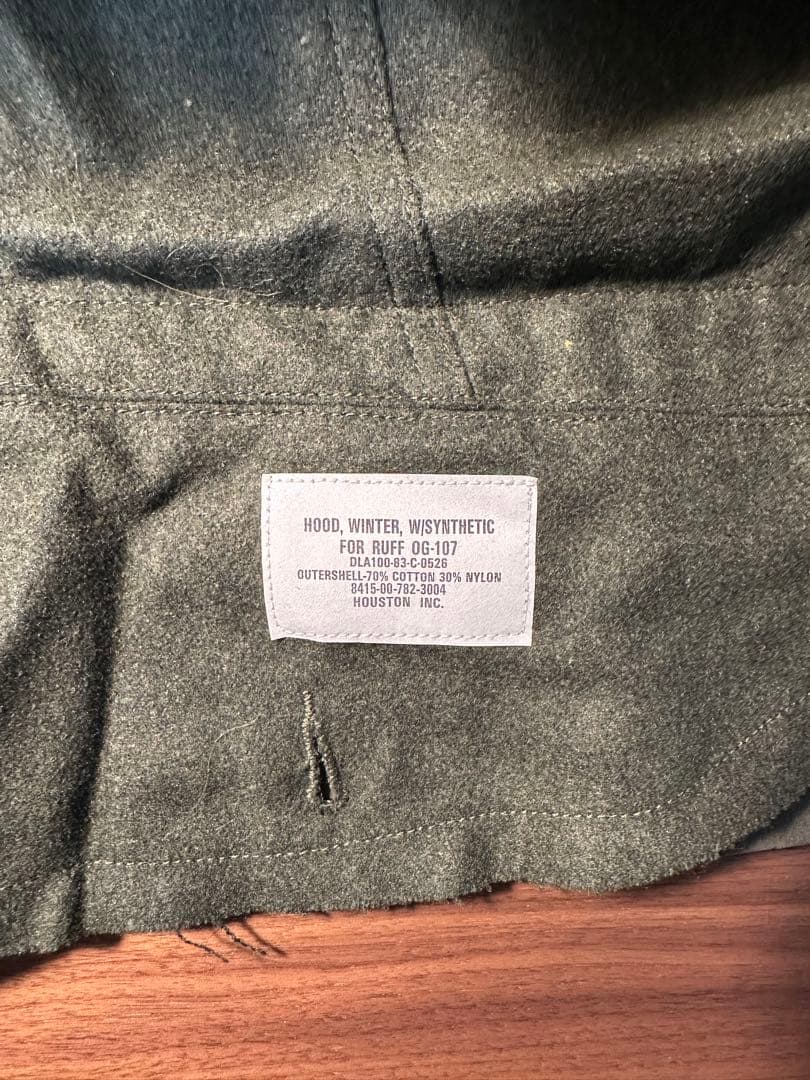 HOOD, WINTER, W/SYNTHETIC
FOR RUFF OG-107
DLA100-83-C-0526
OUTERSHELL-70% COTTON 30% NYLON
8415-00-782-3004
HOUSTON INC.